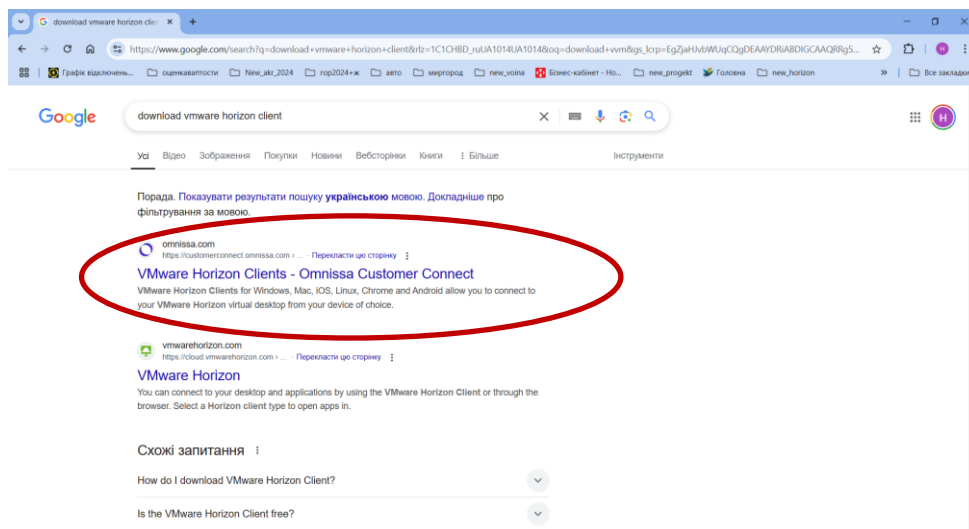 download vmware horizon clien
https://www.google.com/search?q=download+vmware+horizon+client&rlz=1C1CHBD_ruUA1014UA1014&oq=download+vvm&gs_lcrp=EgZjaHJvbWUqCQgDEAAYDRiABDIGCAAQRRg5...
H
Графік відключень...
оценкаваптости
New_akr_2024
гор2024+ж
авто
миргород
new_voina
Бізнес-кабінет - Но...
new_progekt
Головна
new_horizon
»
Все закладки
Google
download vmware horizon client
H
Усі Відео Зображення Покупки Новини Вебсторінки Книги Більше Інструменти
Порада. Показувати результати пошуку українською мовою. Докладніше про
фільтрування за мовою.
omnissa.com
https://customerconnect.omnissa.com › ... · Перекласти цю сторінку
VMware Horizon Clients - Omnissa Customer Connect
VMware Horizon Clients for Windows, Mac, iOS, Linux, Chrome and Android allow you to connect to
your VMware Horizon virtual desktop from your device of choice.
vmwarehorizon.com
https://cloud.vmwarehorizon.com › ... · Перекласти цю сторінку
VMware Horizon
You can connect to your desktop and applications by using the VMware Horizon Client or through the
browser. Select a Horizon client type to open apps in.
Схожі запитання
How do I download VMware Horizon Client?
Is the VMware Horizon Client free?